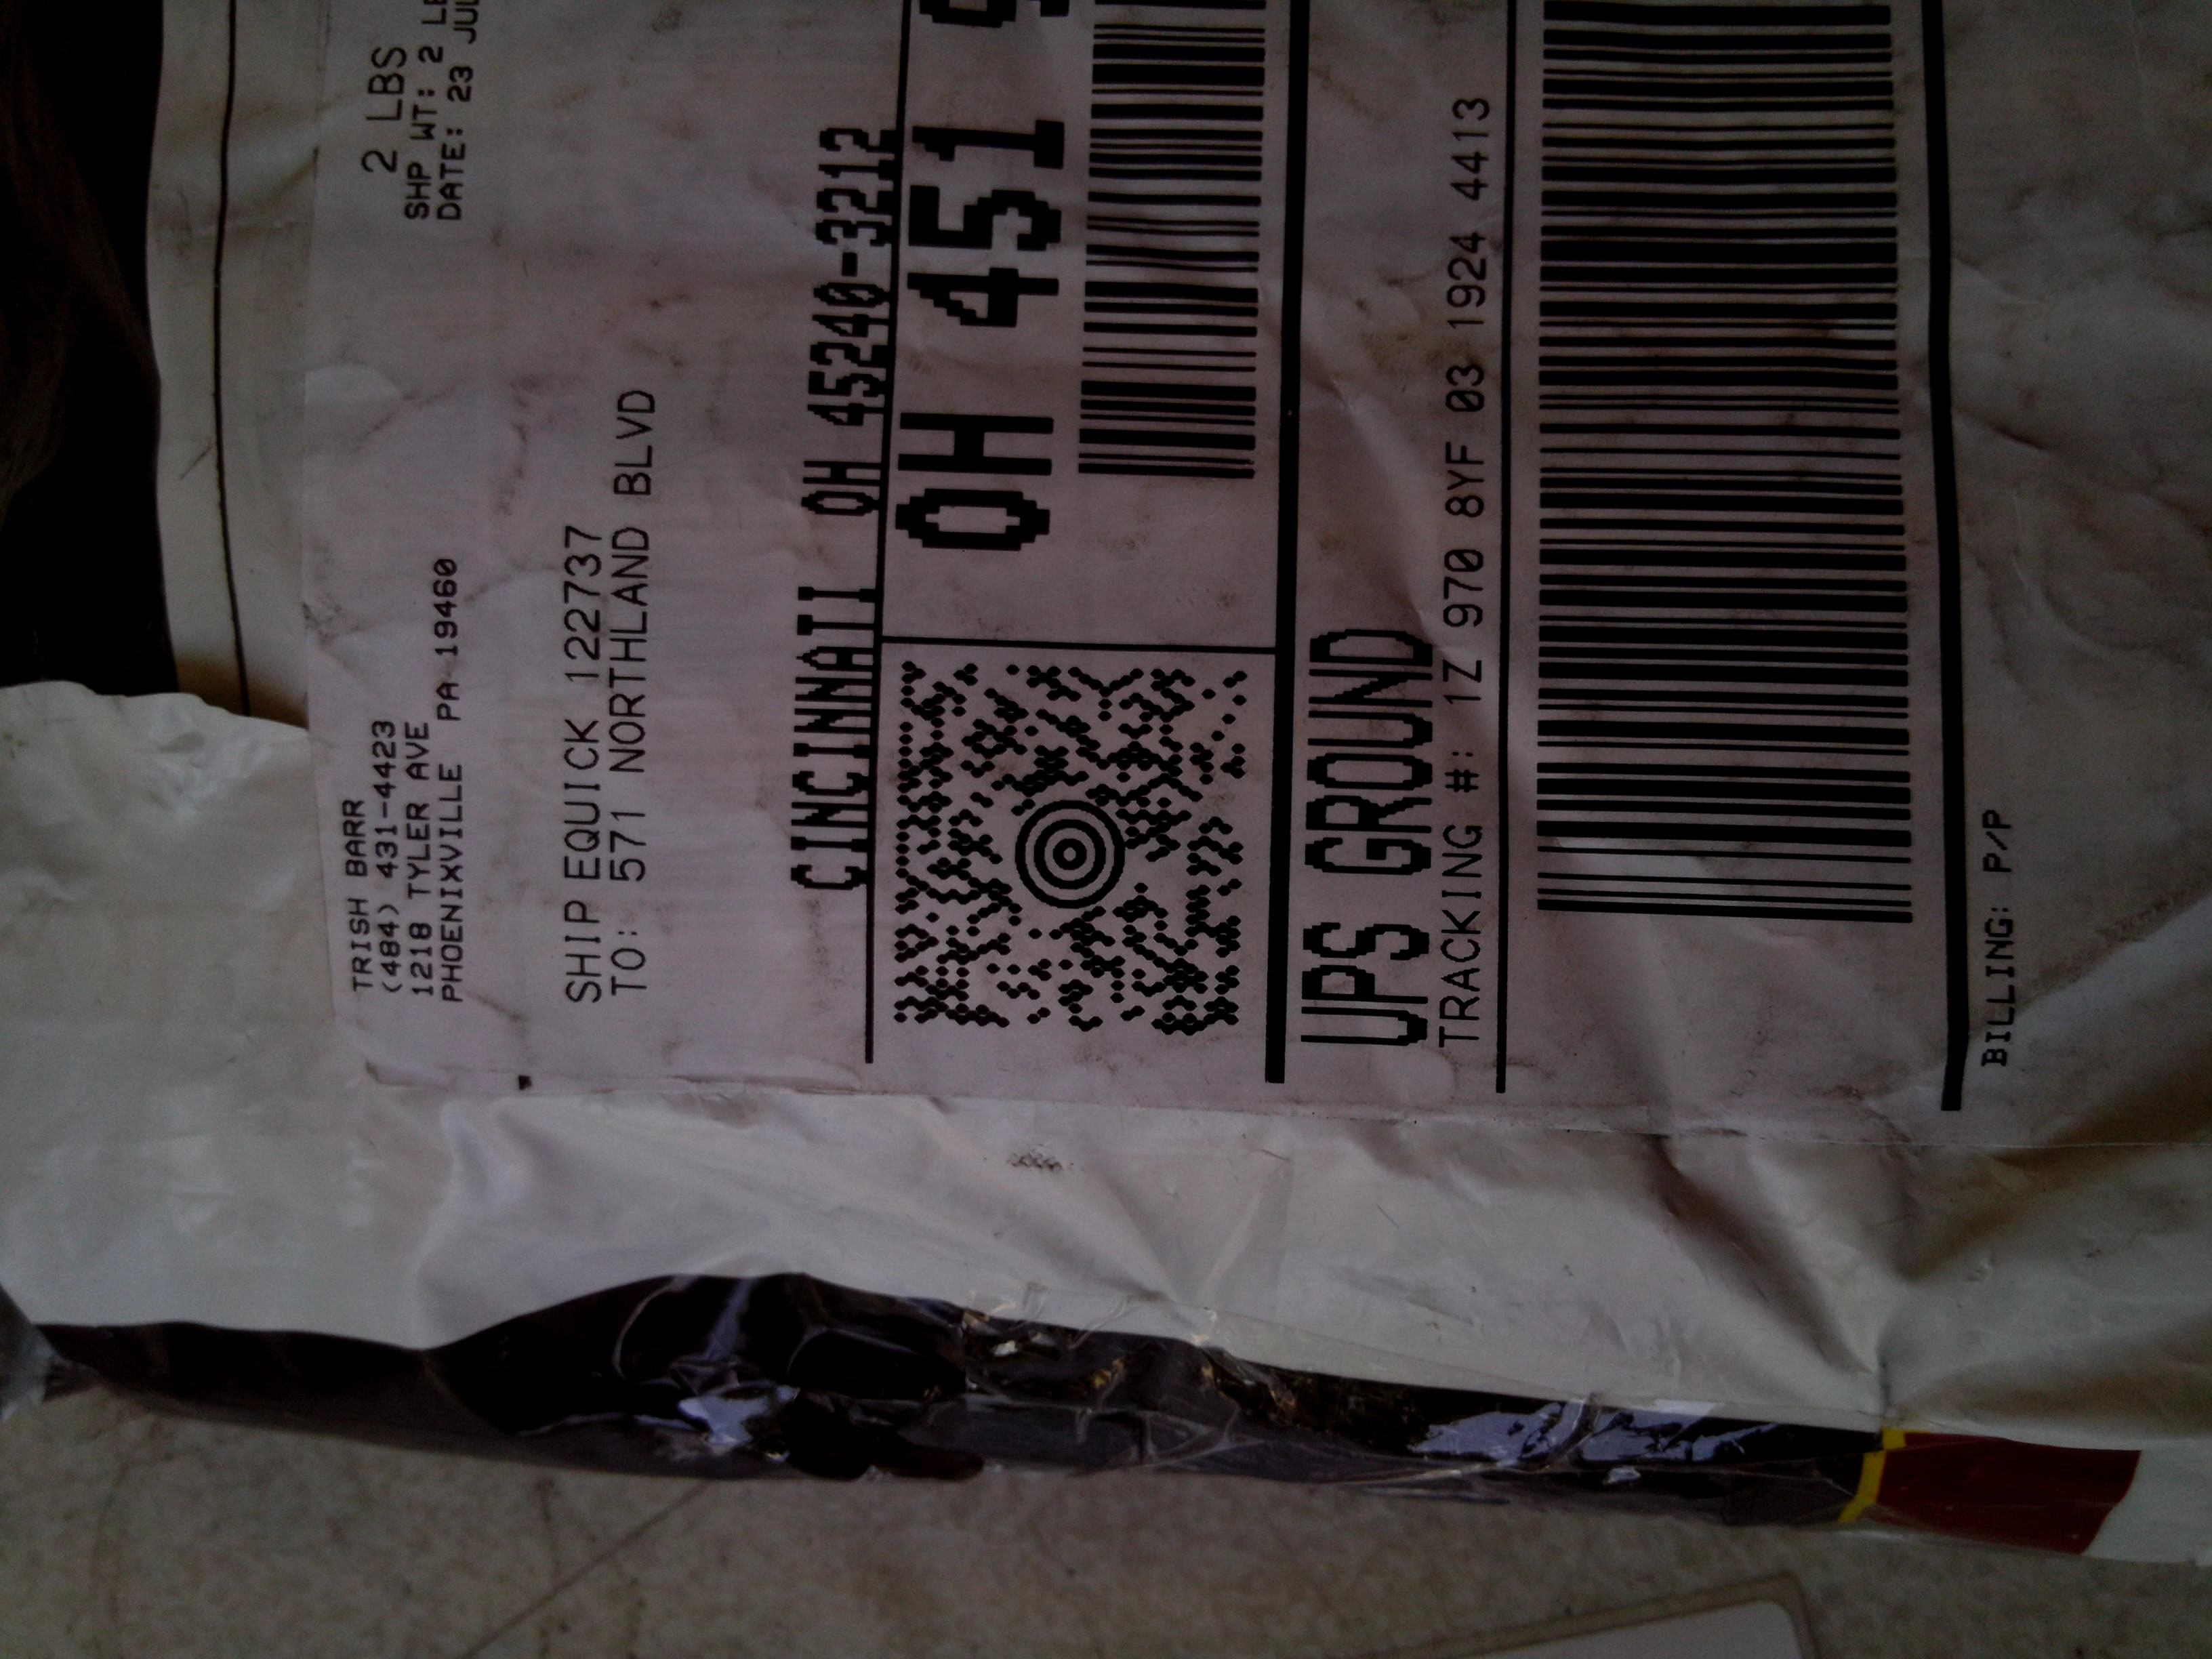 TRISH BARR
(484) 431-4423
1218 TYLER AVE
PHOENIXVILLE PA 19460
2 LBS
SHP WT: 2
DATE: 23
SHIP EQUICK 122737
TO: 571 NORTHLAND BLVD
CINCINNATI OH 45240-3212
OH 451
UPS GROUND
TRACKING #: 1Z 970 8YF 03 1924 4413
BILLING: P/P